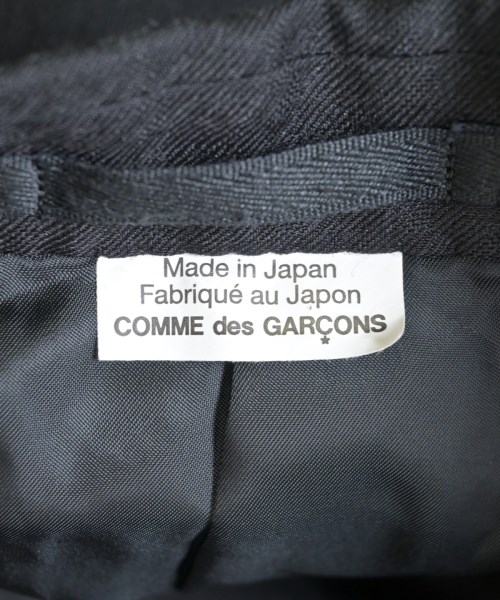 Made in Japan
Fabriqué au Japon
COMME des GARÇONS